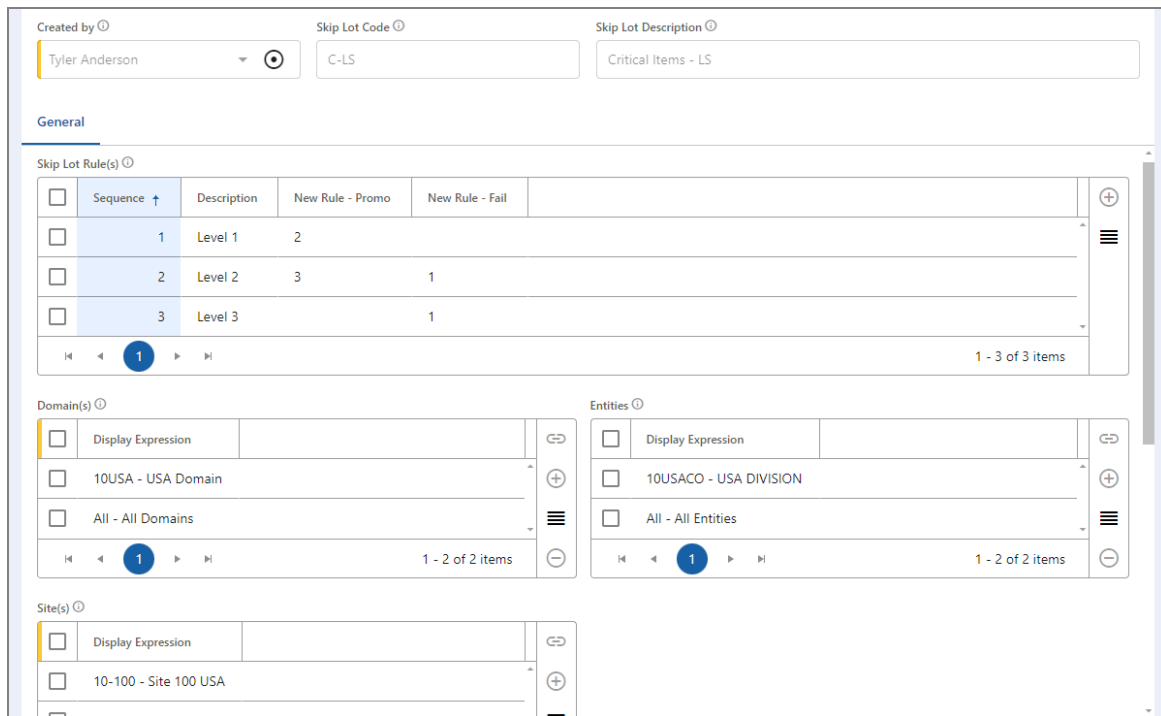 Created by Skip Lot Code Skip Lot Description
Tyler Anderson C-LS Critical Items - LS
General
Skip Lot Rule(s)
Sequence Description New Rule - Promo New Rule - Fail
1 Level 1 2
2 Level 2 3 1
3 Level 3 1
1 1 - 3 of 3 items
Domain(s) Entities
Display Expression Display Expression
10USA - USA Domain 10USACO - USA DIVISION
All - All Domains All - All Entities
1 1 - 2 of 2 items 1 1 - 2 of 2 items
Site(s)
Display Expression
10-100 - Site 100 USA